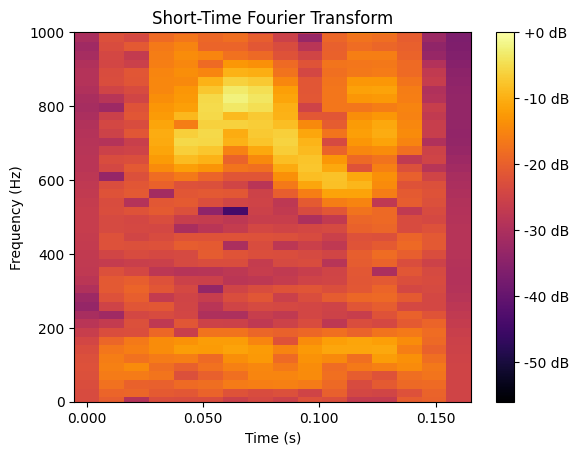 Short-Time Fourier Transform
Frequency (Hz)
1000
800
600
400
200
0
0.000
0.050
0.100
0.150
Time (s)
+0 dB
-10 dB
-20 dB
-30 dB
-40 dB
-50 dB